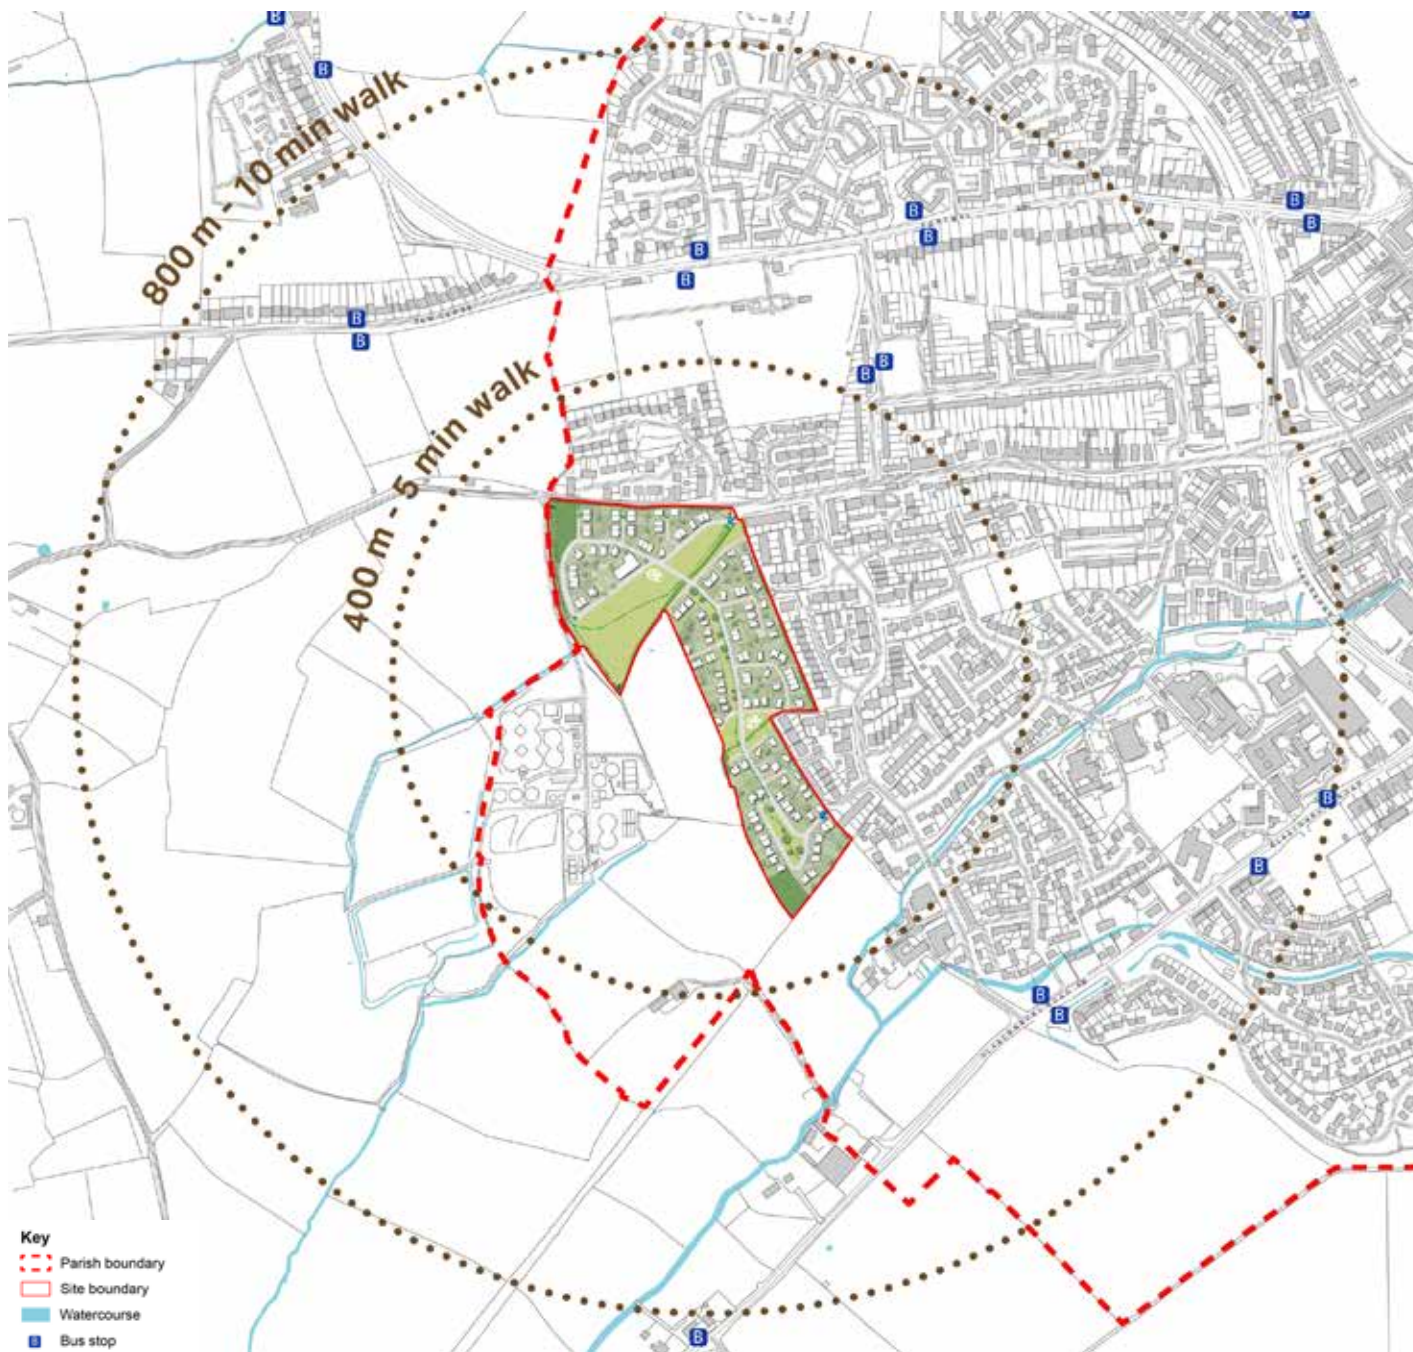 800 m - 10 min walk
400 m - 5 min walk
Key
Parish boundary
Site boundary
Watercourse
B Bus stop